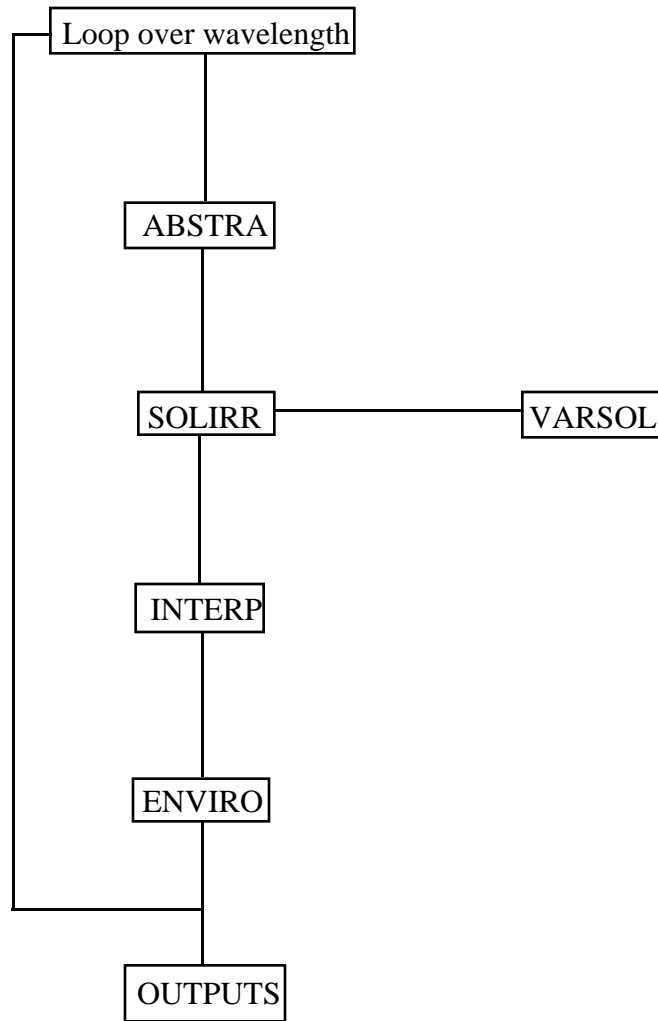 Loop over wavelength
ABSTRA
SOLIRR
VARSOL
INTERP
ENVIRO
OUTPUTS